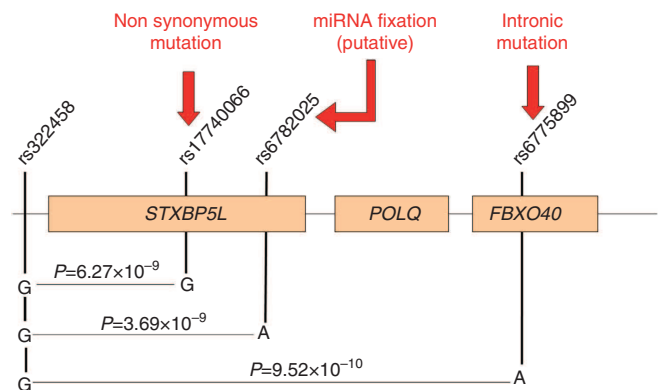 Non synonymous
mutation
miRNA fixation
(putative)
Intronic
mutation
rs322458
rs17740066
rs6782025
rs6775899
STXBP5L
POLQ
FBXO40
P=6.27×10⁻⁹
G
G
P=3.69×10⁻⁹
G
A
P=9.52×10⁻¹⁰
G
A